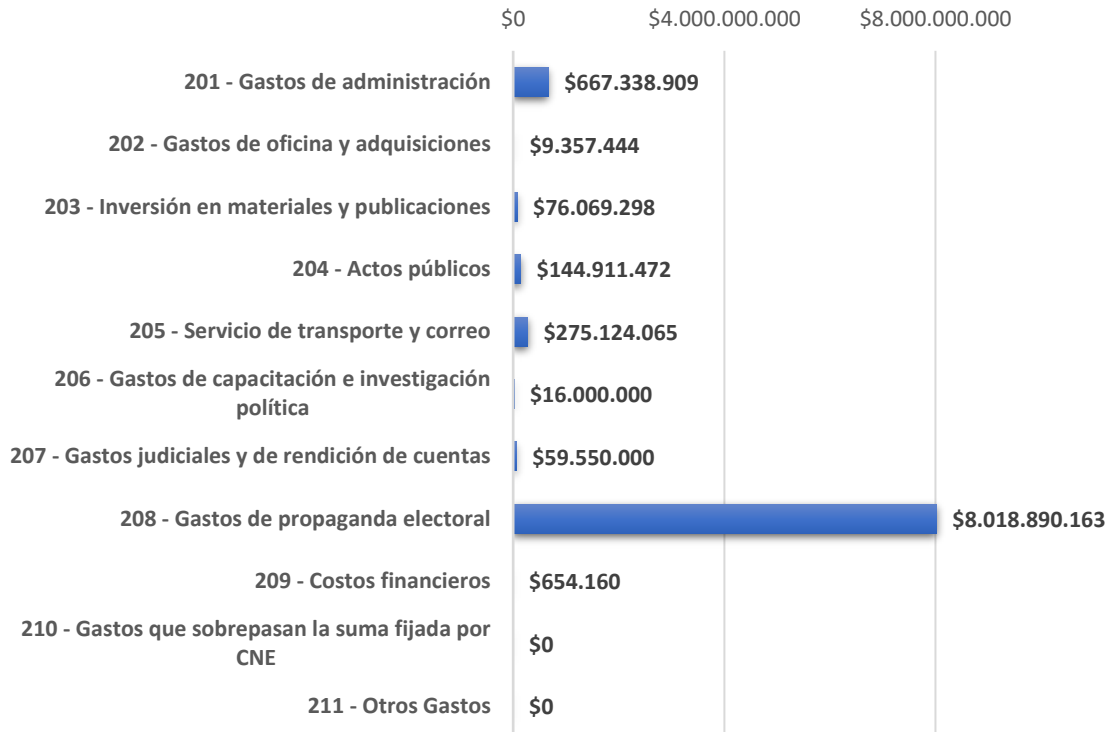 $0 $4.000.000.000 $8.000.000.000
201 - Gastos de administración $667.338.909
202 - Gastos de oficina y adquisiciones $9.357.444
203 - Inversión en materiales y publicaciones $76.069.298
204 - Actos públicos $144.911.472
205 - Servicio de transporte y correo $275.124.065
206 - Gastos de capacitación e investigación
política
$16.000.000
207 - Gastos judiciales y de rendición de cuentas $59.550.000
208 - Gastos de propaganda electoral $8.018.890.163
209 - Costos financieros $654.160
210 - Gastos que sobrepasan la suma fijada por
CNE
$0
211 - Otros Gastos $0